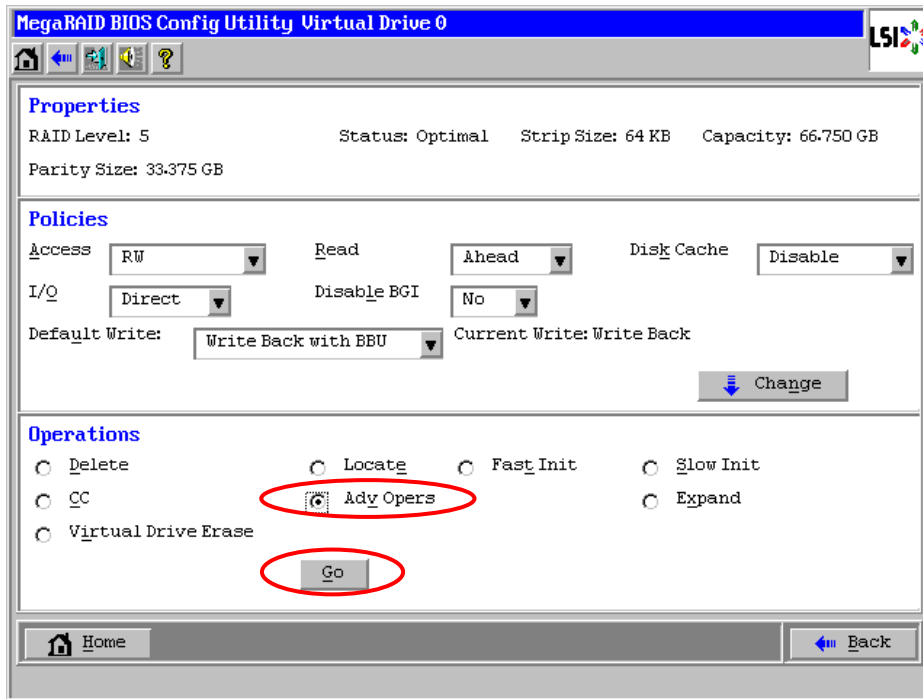 MegaRAID BIOS Config Utility Virtual Drive 0
LSI
Properties
RAID Level: 5 Status: Optimal Strip Size: 64 KB Capacity: 66.750 GB
Parity Size: 33.375 GB
Policies
Access RW Read Ahead Disk Cache Disable
I/O Direct Disable BGI No
Default Write: Write Back with BBU Current Write: Write Back
Change
Operations
Delete Locate Fast Init Slow Init
CC Adv Opers Expand
Virtual Drive Erase
Go
Home Back